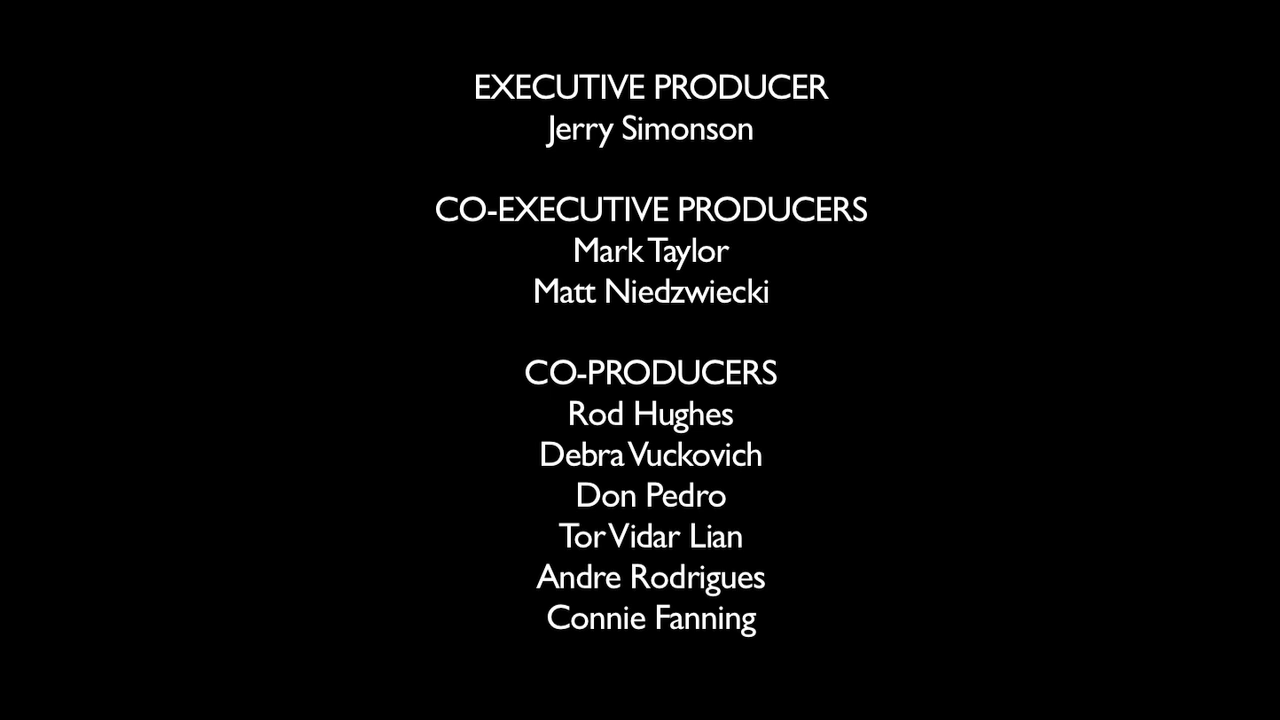 EXECUTIVE PRODUCER
Jerry Simonson
CO-EXECUTIVE PRODUCERS
Mark Taylor
Matt Niedzwiecki
CO-PRODUCERS
Rod Hughes
Debra Vuckovich
Don Pedro
Tor Vidar Lian
Andre Rodrigues
Connie Fanning